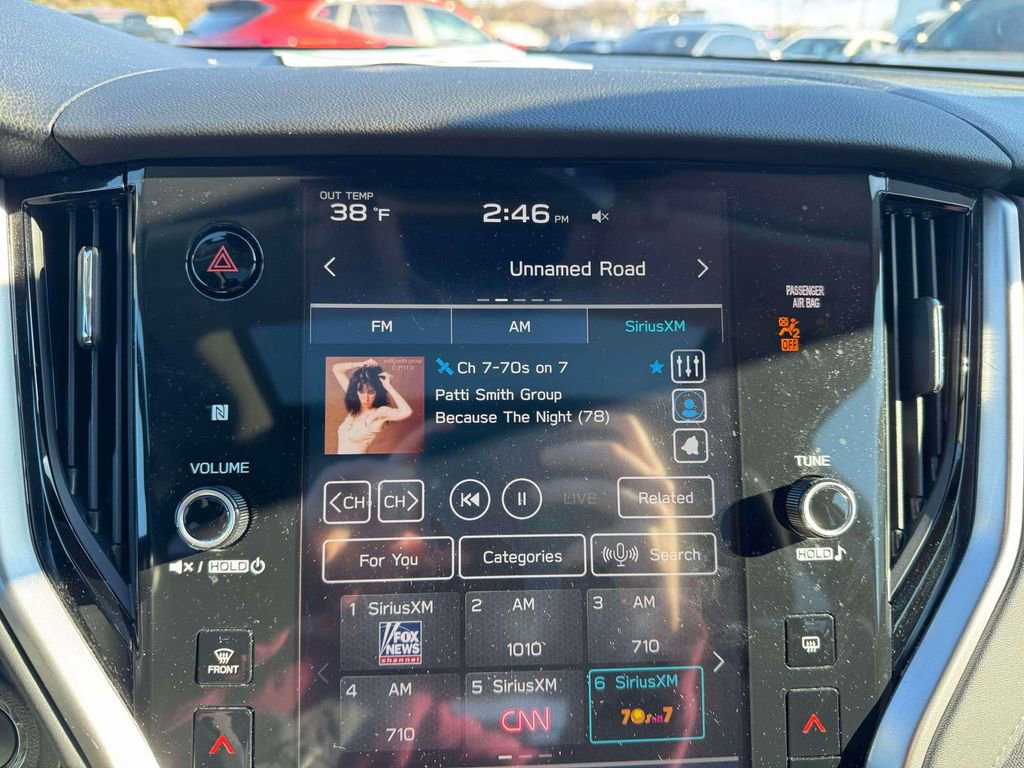 OUT TEMP
38 °F
2:46 PM
Unnamed Road
PASSENGER
AIR BAG
OFF
FM AM SiriusXM
Ch 7-70s on 7
Patti Smith Group
Because The Night (78)
EASTER
N
VOLUME
TUNE
<CH CH> LIVE Related
For You Categories Search
/ HOLD
HOLD
1 SiriusXM 2 AM 3 AM
FOX
NEWS
channel
1010 710
FRONT
4 AM 5 SiriusXM 6 SiriusXM
710 CNN 70s on 7